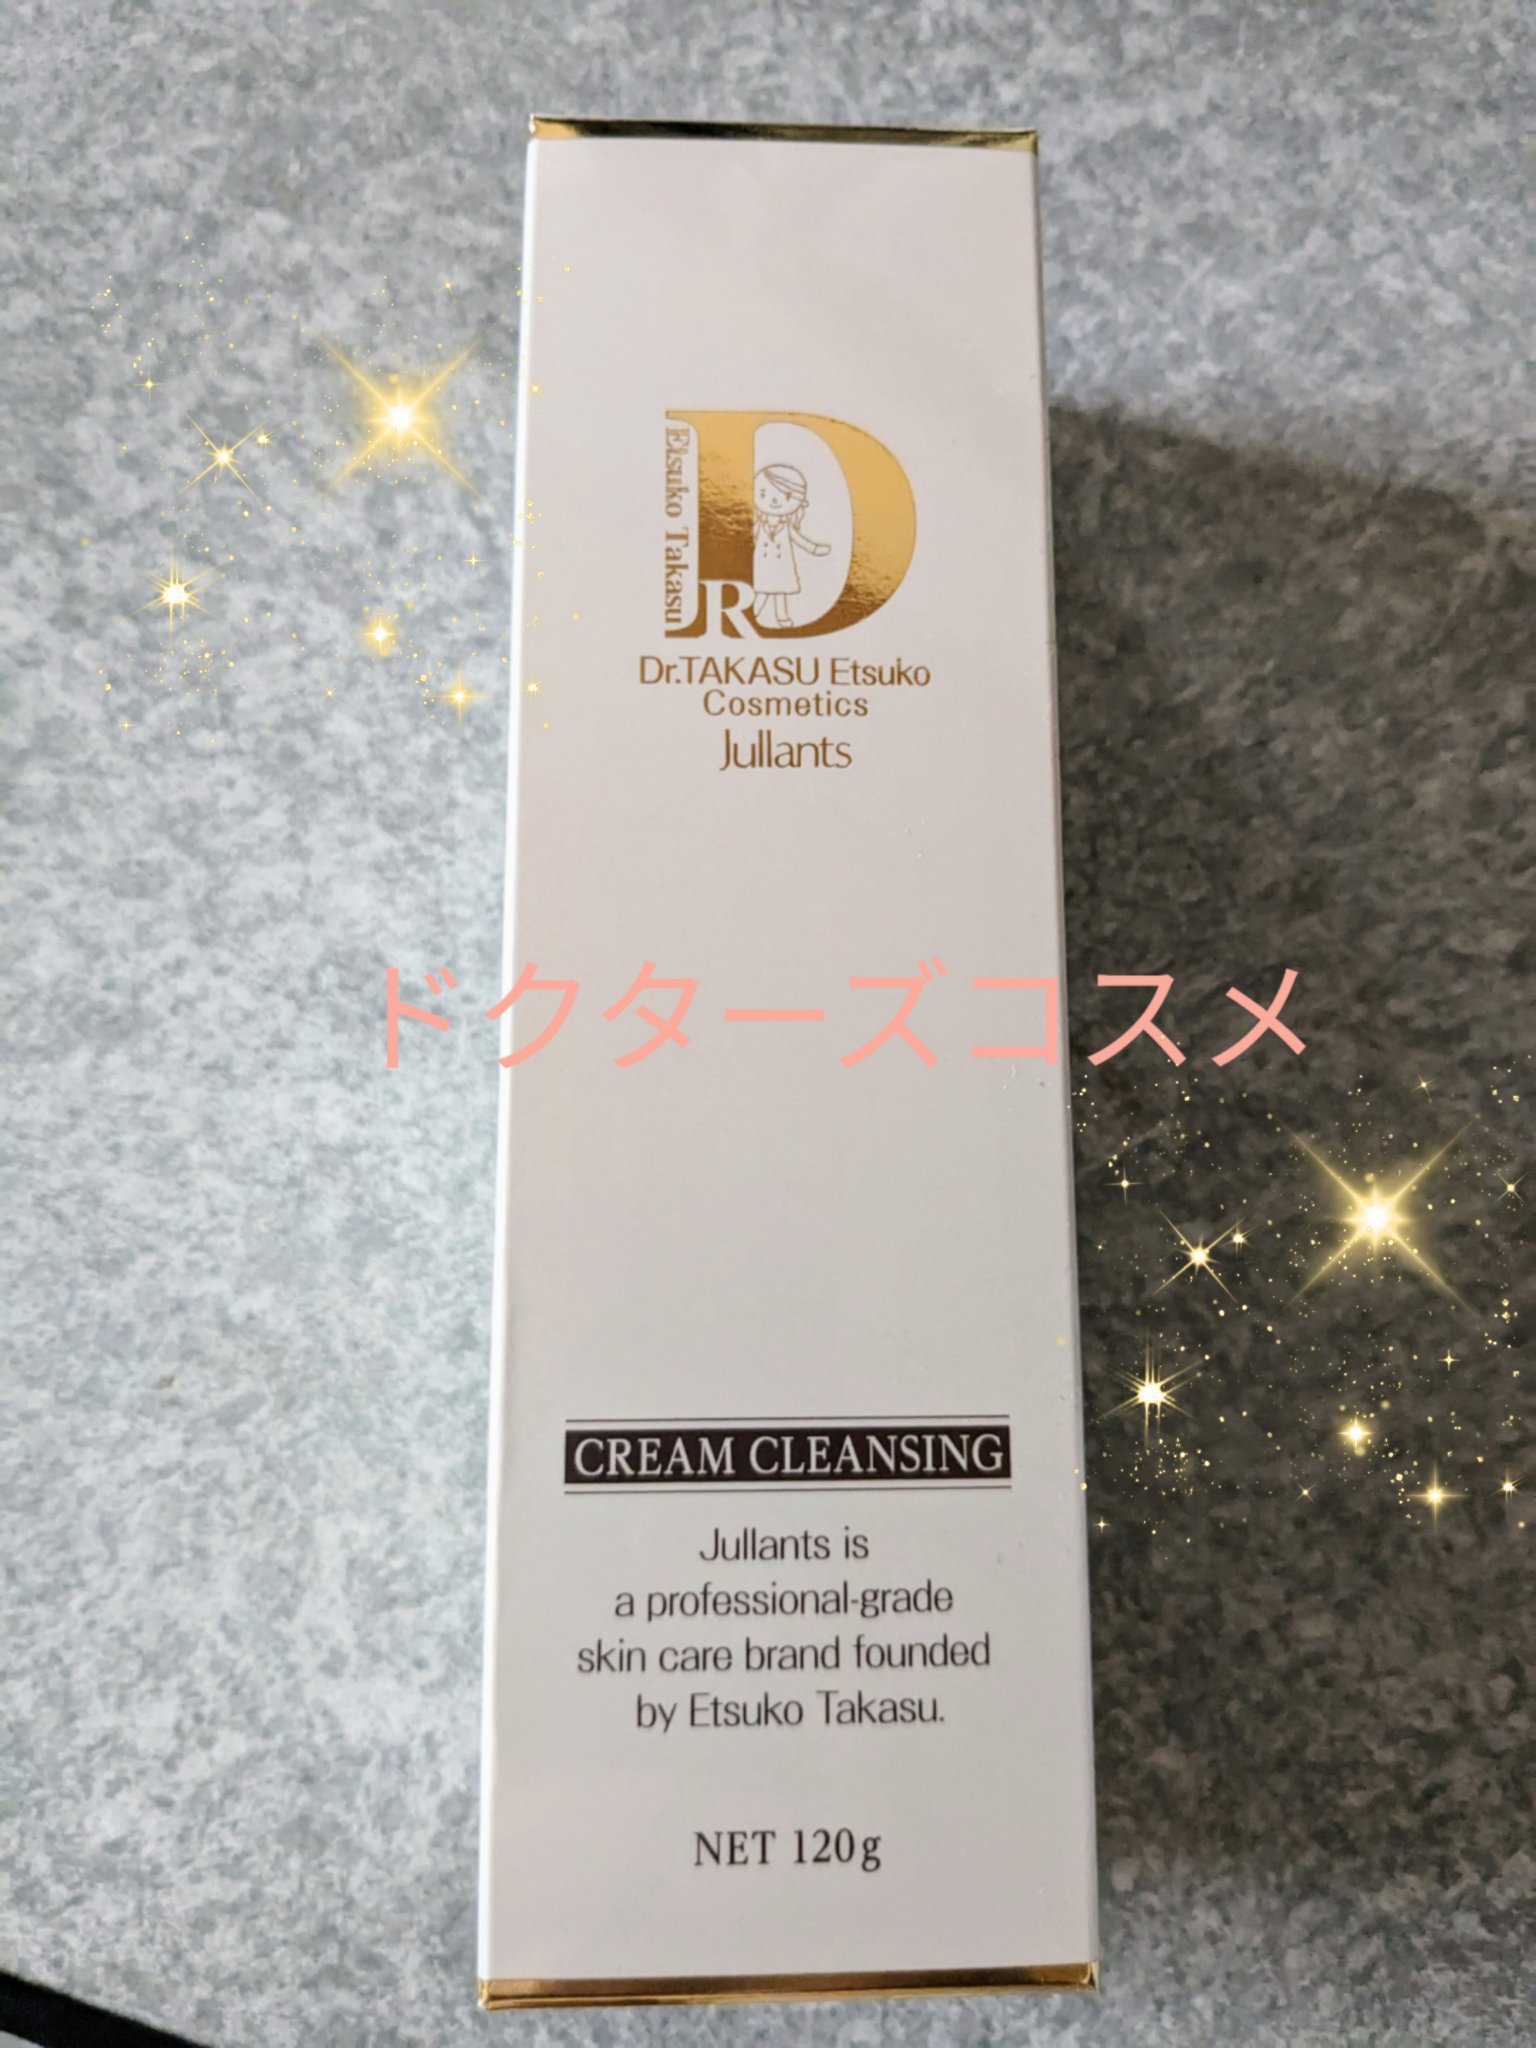 Etsuko Takasu
DR
Dr.TAKASU Etsuko
Cosmetics
Jullants
ドクターズコスメ
CREAM CLEANSING
Jullants is
a professional-grade
skin care brand founded
by Etsuko Takasu.
NET 120g